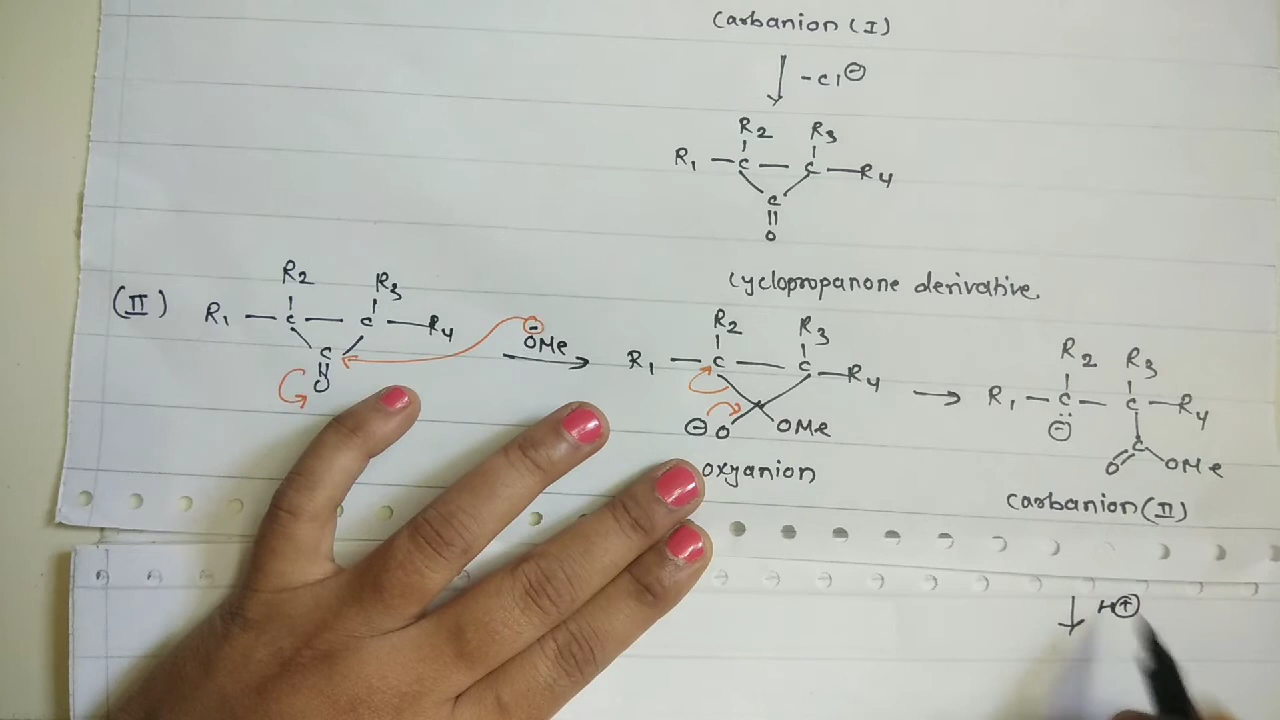 Carbanion (I)
-Cl⊖
R2 R3
R1 - C - C - R4
C
||
O
Cyclopropanone derivative
(II)
R2 R3
R1 - C - C - R4
C
||
O
⊖
OMe
R2 R3
R1 - C - C - R4
⊖ O OMe
oxyanion
R2 R3
R1 - C - C - R4
⊖
C
O OMe
Carbanion (II)
H⊕